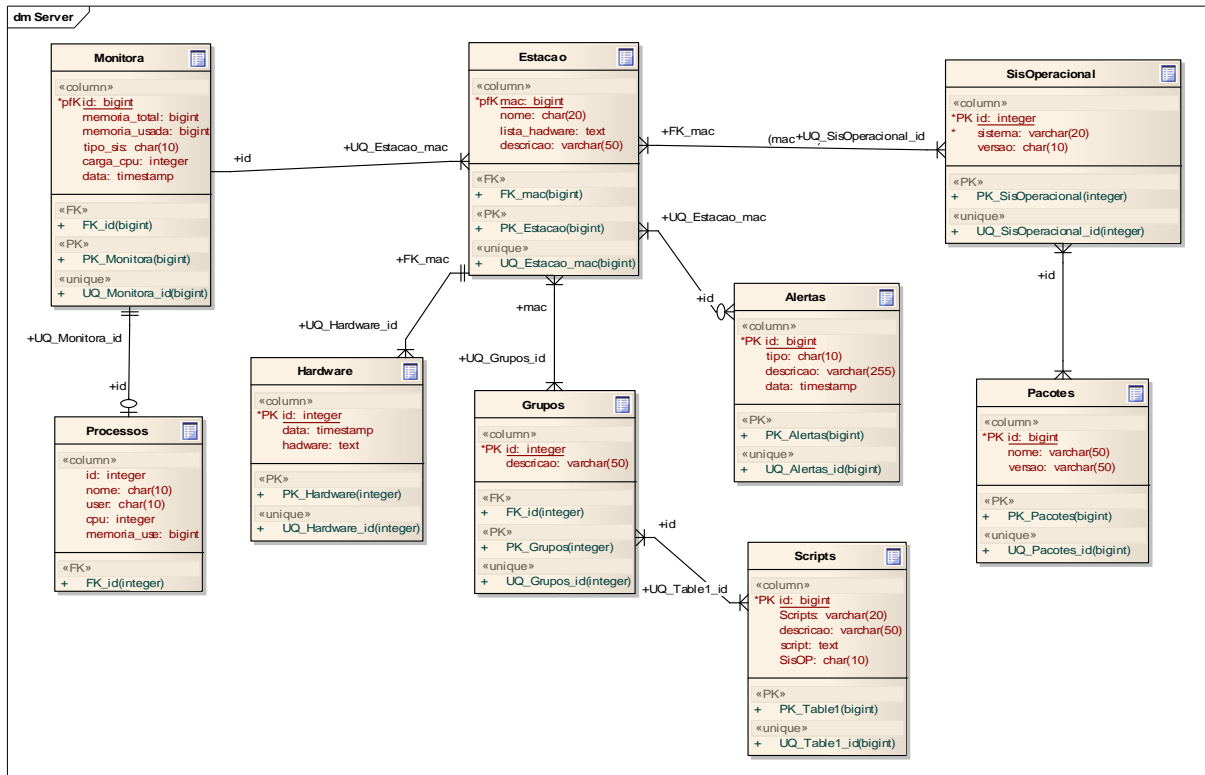 dm Server
Monitora
«column»
*pfK id: bigint
memoria_total: bigint
memoria_usada: bigint
tipo_sis: char(10)
carga_cpu: integer
data: timestamp
«FK»
+ FK_id(bigint)
«PK»
+ PK_Monitora(bigint)
«unique»
+ UQ_Monitora_id(bigint)
Estacao
«column»
*pfK mac: bigint
nome: char(20)
lista_hadware: text
descricao: varchar(50)
«FK»
+ FK_mac(bigint)
«PK»
+ PK_Estacao(bigint)
«unique»
+ UQ_Estacao_mac(bigint)
SisOperacional
«column»
*PK id: integer
* sistema: varchar(20)
versao: char(10)
«PK»
+ PK_SisOperacional(integer)
«unique»
+ UQ_SisOperacional_id(integer)
+id
+UQ_Estacao_mac
+FK_mac
(mac
+UQ_SisOperacional_id
+UQ_Estacao_mac
+id
+FK_mac
+UQ_Hardware_id
+mac
+UQ_Grupos_id
+id
+UQ_Monitora_id
+id
Hardware
«column»
*PK id: integer
data: timestamp
hadware: text
«PK»
+ PK_Hardware(integer)
«unique»
+ UQ_Hardware_id(integer)
Alertas
«column»
*PK id: bigint
tipo: char(10)
descricao: varchar(255)
data: timestamp
«PK»
+ PK_Alertas(bigint)
«unique»
+ UQ_Alertas_id(bigint)
Processos
«column»
id: integer
nome: char(10)
user: char(10)
cpu: integer
memoria_use: bigint
«FK»
+ FK_id(integer)
Grupos
«column»
*PK id: integer
descricao: varchar(50)
«FK»
+ FK_id(integer)
«PK»
+ PK_Grupos(integer)
«unique»
+ UQ_Grupos_id(integer)
Pacotes
«column»
*PK id: bigint
nome: varchar(50)
versao: varchar(50)
«PK»
+ PK_Pacotes(bigint)
«unique»
+ UQ_Pacotes_id(bigint)
+id
+UQ_Table1_id
Scripts
«column»
*PK id: bigint
Scripts: varchar(20)
descricao: varchar(50)
script: text
SisOP: char(10)
«PK»
+ PK_Table1(bigint)
«unique»
+ UQ_Table1_id(bigint)